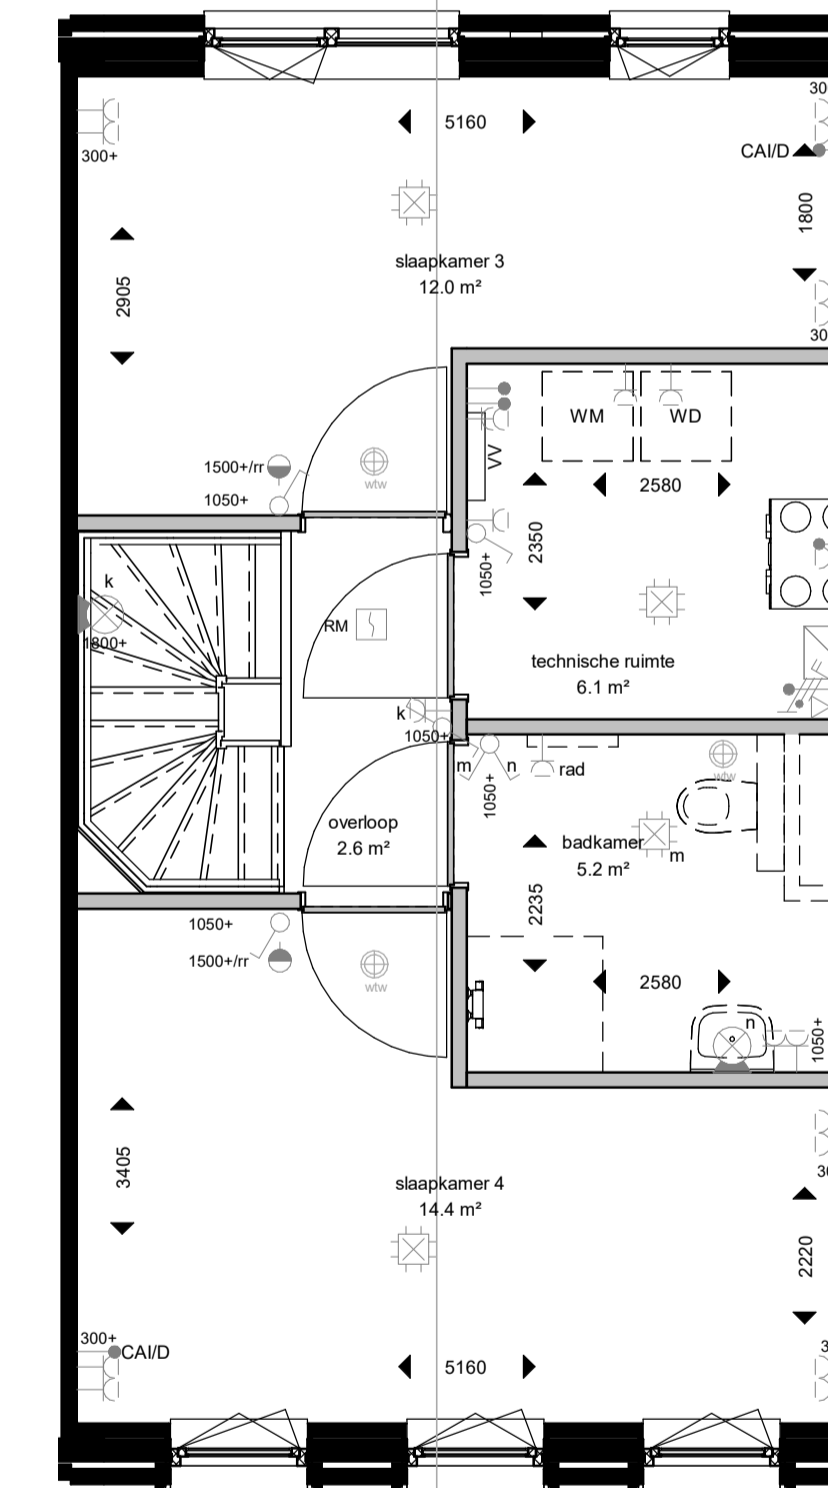 30
5160
CAI/D
300+
1800
slaapkamer 3
12.0 m²
2905
30
WM
WD
VV
1500+/rr
wtw
2580
1050+
2350
1050+
k
RM
1800+
technische ruimte
6.1 m²
k
1050+
m
n
rad
wtw
1050+
overloop
2.6 m²
badkamer
m
5.2 m²
2235
1050+
1500+/rr
wtw
2580
n
1050+
3405
30
slaapkamer 4
14.4 m²
2220
300+
CAI/D
3
5160